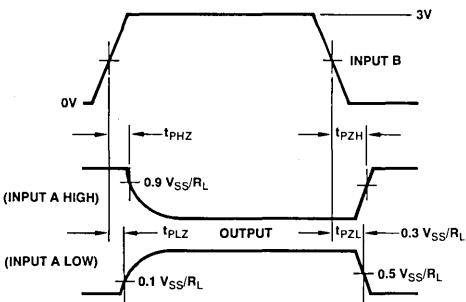 3V
INPUT B
0V
tPHZ
tPZH
0.9 VSS/RL
(INPUT A HIGH)
tPLZ
OUTPUT
tPZL
0.3 VSS/RL
(INPUT A LOW)
0.1 VSS/RL
0.5 VSS/RL